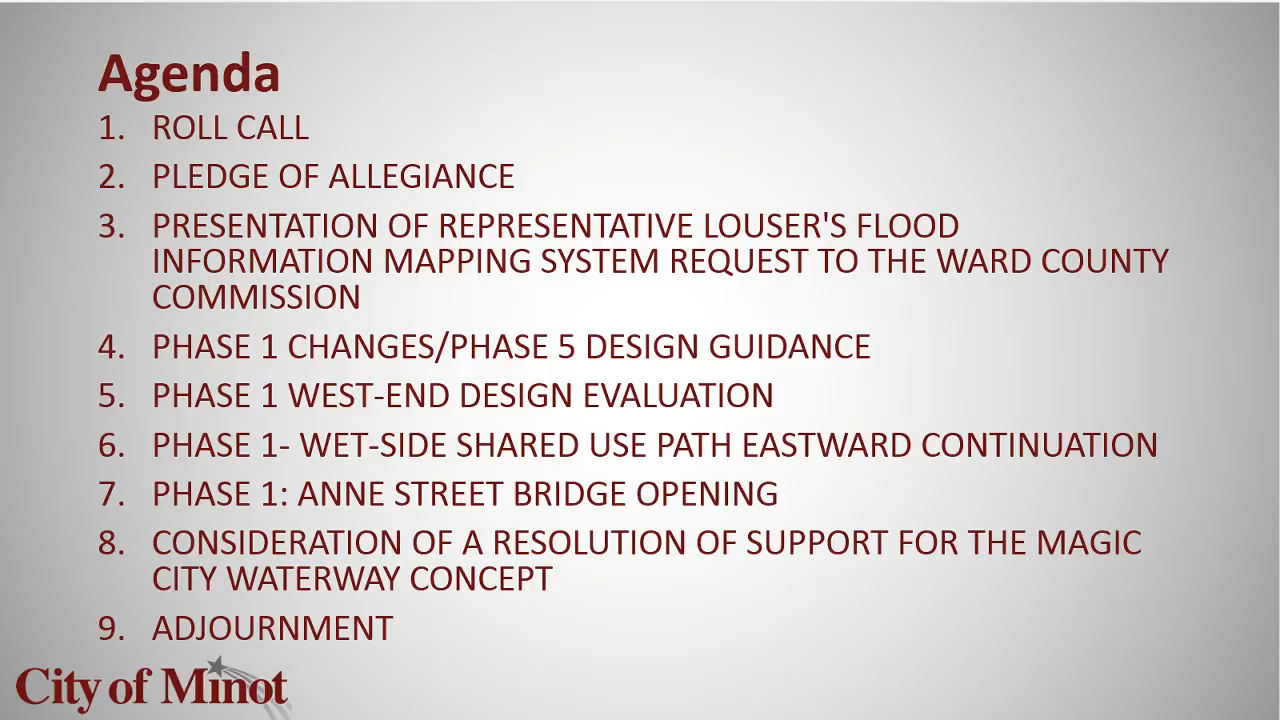 Agenda
1. ROLL CALL
2. PLEDGE OF ALLEGIANCE
3. PRESENTATION OF REPRESENTATIVE LOUSER'S FLOOD
INFORMATION MAPPING SYSTEM REQUEST TO THE WARD COUNTY
COMMISSION
4. PHASE 1 CHANGES/PHASE 5 DESIGN GUIDANCE
5. PHASE 1 WEST-END DESIGN EVALUATION
6. PHASE 1- WET-SIDE SHARED USE PATH EASTWARD CONTINUATION
7. PHASE 1: ANNE STREET BRIDGE OPENING
8. CONSIDERATION OF A RESOLUTION OF SUPPORT FOR THE MAGIC
CITY WATERWAY CONCEPT
9. ADJOURNMENT
City of Minot